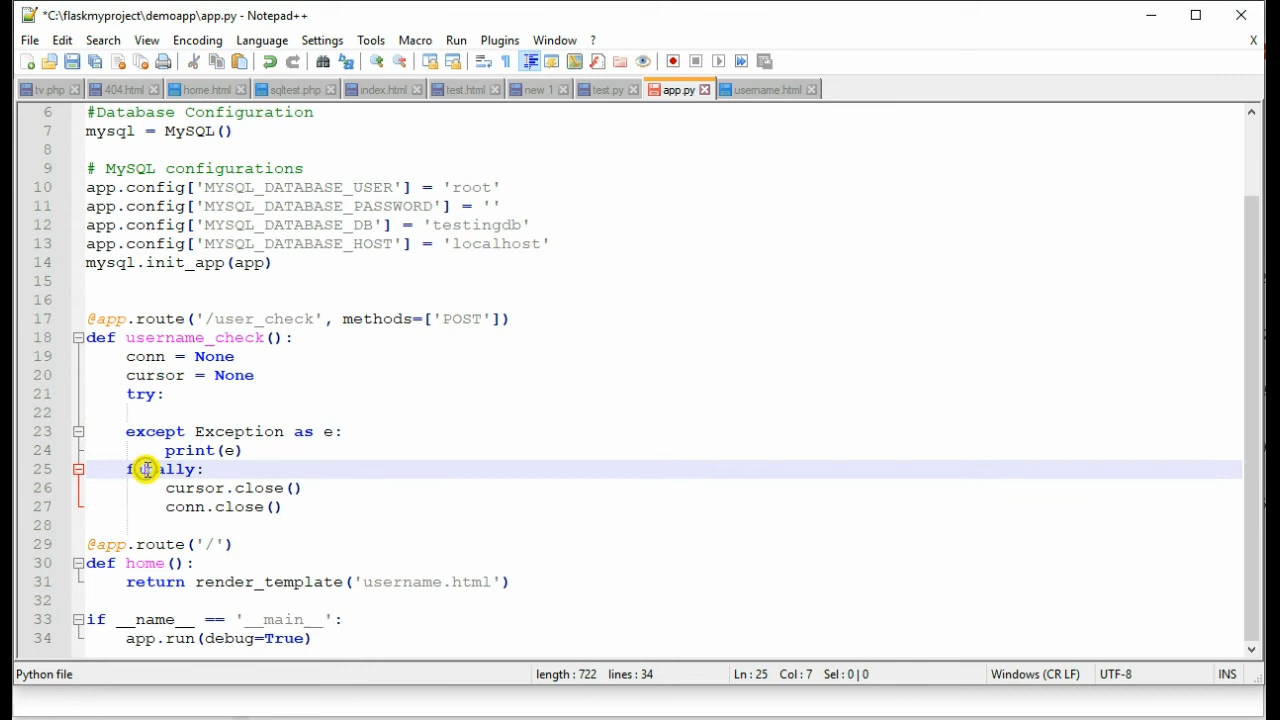 *C:\flaskmyproject\demoapp\app.py - Notepad++
File Edit Search View Encoding Language Settings Tools Macro Run Plugins Window ? X
tv.php 404.html home.html sqltest.php index.html test.html new 1 test.py app.py username.html
6 #Database Configuration
7 mysql = MySQL()
8
9 # MySQL configurations
10 app.config['MYSQL_DATABASE_USER'] = 'root'
11 app.config['MYSQL_DATABASE_PASSWORD'] = ''
12 app.config['MYSQL_DATABASE_DB'] = 'testingdb'
13 app.config['MYSQL_DATABASE_HOST'] = 'localhost'
14 mysql.init_app(app)
15
16
17 @app.route('/user_check', methods=['POST'])
18 def username_check():
19 conn = None
20 cursor = None
21 try:
22
23 except Exception as e:
24 print(e)
25 finally:
26 cursor.close()
27 conn.close()
28
29 @app.route('/')
30 def home():
31 return render_template('username.html')
32
33 if __name__ == '__main__':
34 app.run(debug=True)
Python file length : 722 lines : 34 Ln : 25 Col : 7 Sel : 0 | 0 Windows (CR LF) UTF-8 INS